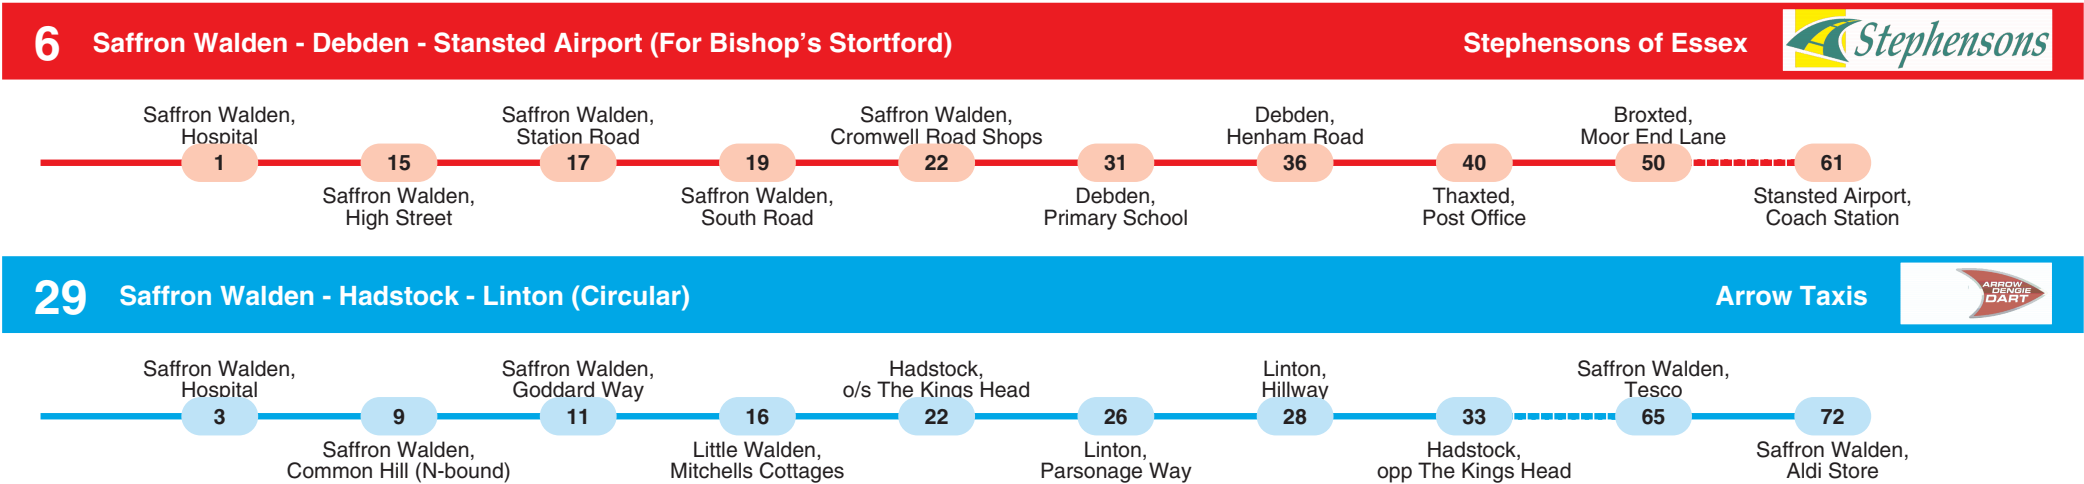 6 Saffron Walden - Debden - Stansted Airport (For Bishop's Stortford) Stephensons of Essex Stephensons
Saffron Walden, Saffron Walden, Saffron Walden, Debden, Broxted,
Hospital Station Road Cromwell Road Shops Henham Road Moor End Lane
1 15 17 19 22 31 36 40 50 61
Saffron Walden, Saffron Walden, Debden, Thaxted, Stansted Airport,
High Street South Road Primary School Post Office Coach Station
29 Saffron Walden - Hadstock - Linton (Circular) Arrow Taxis ARROW DENGIE DART
Saffron Walden, Saffron Walden, Hadstock, Linton, Saffron Walden,
Hospital Goddard Way o/s The Kings Head Hillway Tesco
3 9 11 16 22 26 28 33 65 72
Saffron Walden, Little Walden, Linton, Hadstock, Saffron Walden,
Common Hill (N-bound) Mitchells Cottages Parsonage Way opp The Kings Head Aldi Store